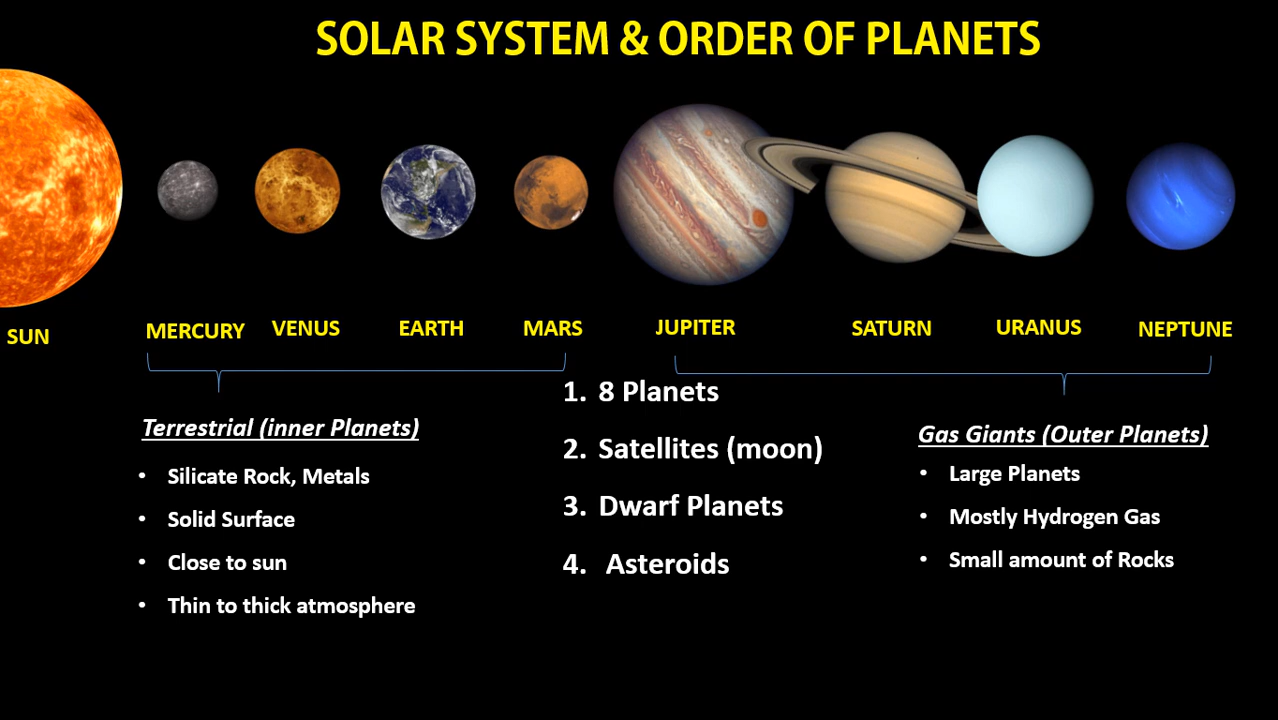 SOLAR SYSTEM & ORDER OF PLANETS
SUN
MERCURY
VENUS
EARTH
MARS
JUPITER
SATURN
URANUS
NEPTUNE
Terrestrial (inner Planets)
• Silicate Rock, Metals
• Solid Surface
• Close to sun
• Thin to thick atmosphere
1. 8 Planets
2. Satellites (moon)
3. Dwarf Planets
4. Asteroids
Gas Giants (Outer Planets)
• Large Planets
• Mostly Hydrogen Gas
• Small amount of Rocks